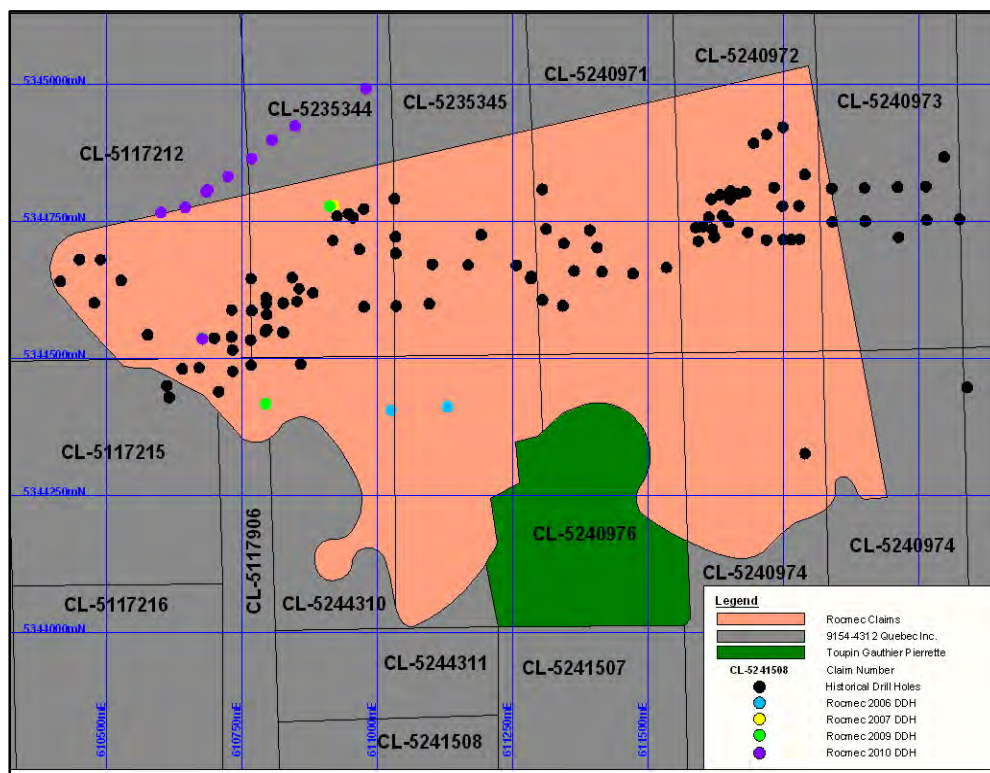 CL-5240972
CL-5240971
5345000mN
CL-5235344
CL-5235345
CL-5240973
CL-5117212
5344750mN
5344500mN
CL-5117215
5344250mN
CL-5117906
CL-5240976
CL-5240974
CL-5240974
CL-5117216
CL-5244310
5344000mN
CL-5244311
CL-5241507
CL-5241508
610500mE
610750mE
611000mE
611250mE
611500mE
Legend
Rocmec Claims
9154-4312 Quebec Inc.
Toupin Gauthier Pierrette
CL-5241508 Claim Number
Historical Drill Holes
Rocmec 2006 DDH
Rocmec 2007 DDH
Rocmec 2009 DDH
Rocmec 2010 DDH